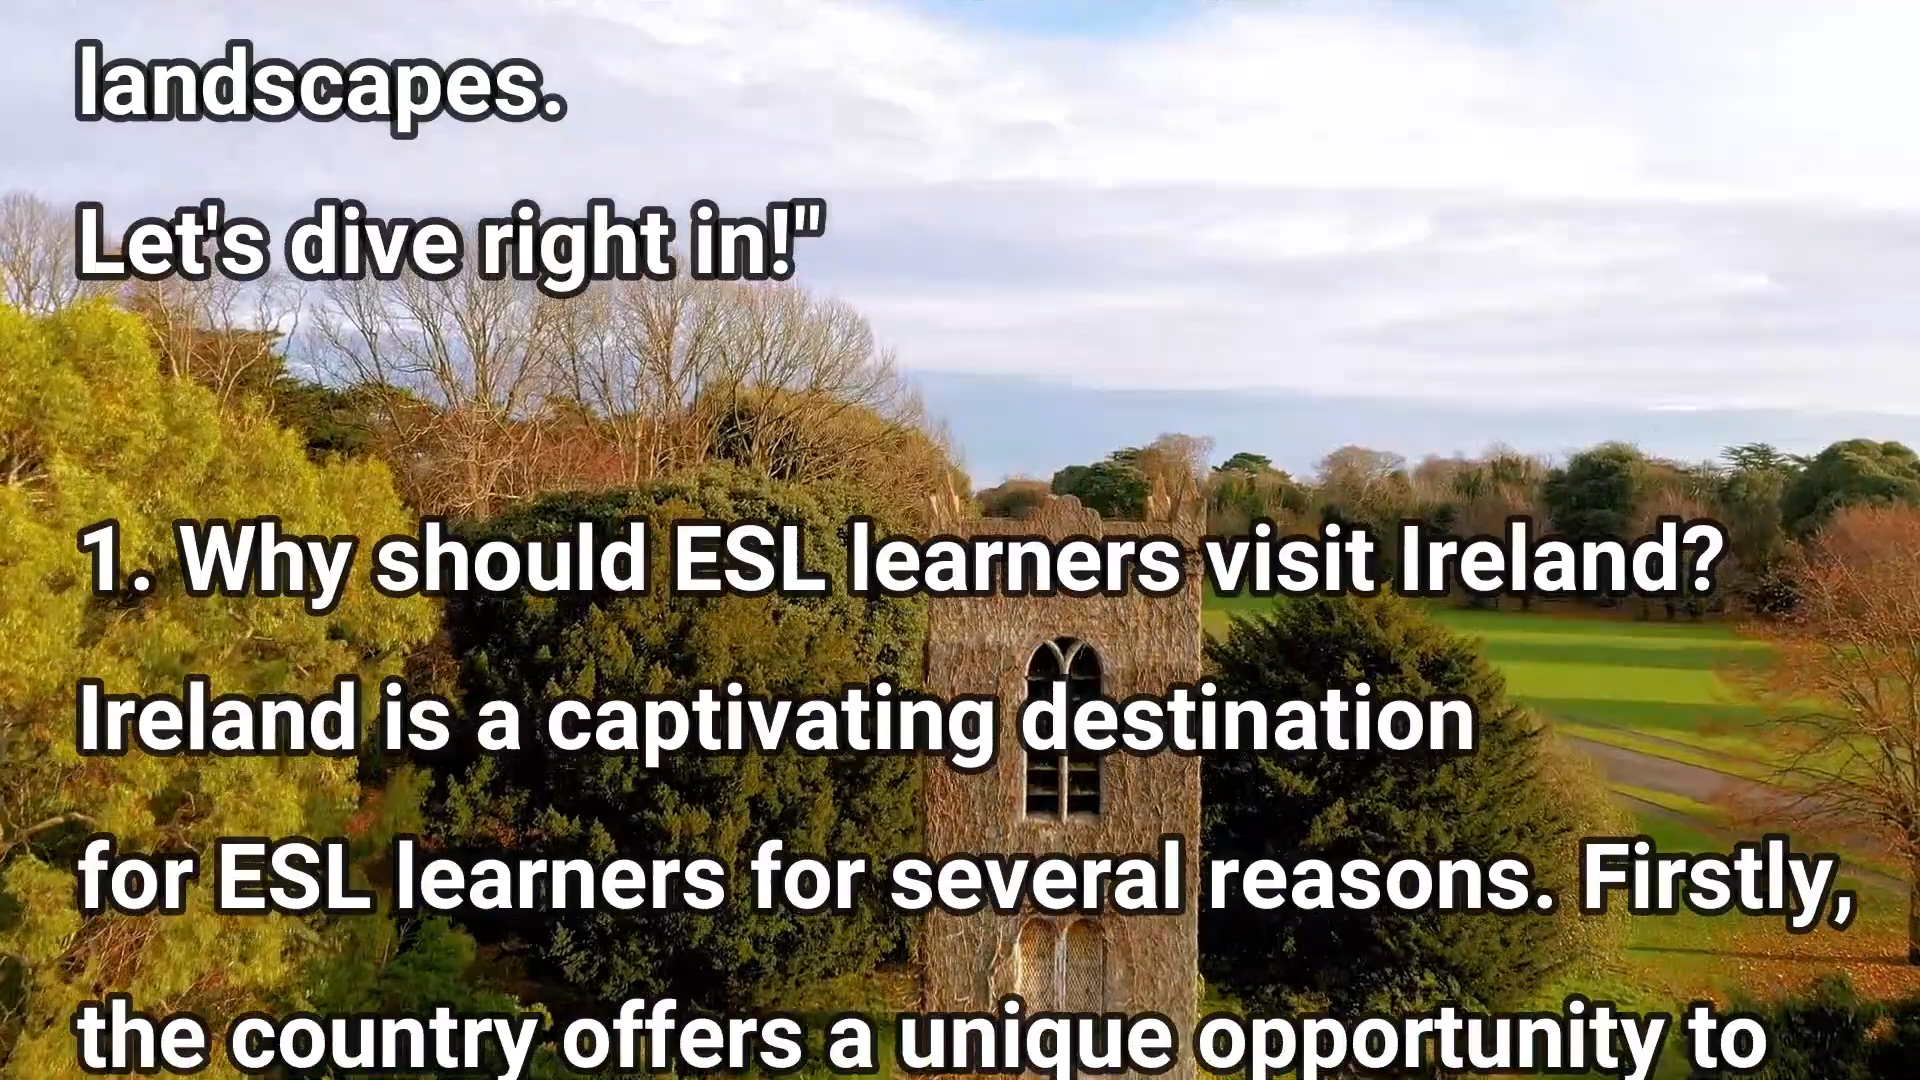 landscapes.
Let's dive right in!"
1. Why should ESL learners visit Ireland?
Ireland is a captivating destination
for ESL learners for several reasons. Firstly,
the country offers a unique opportunity to